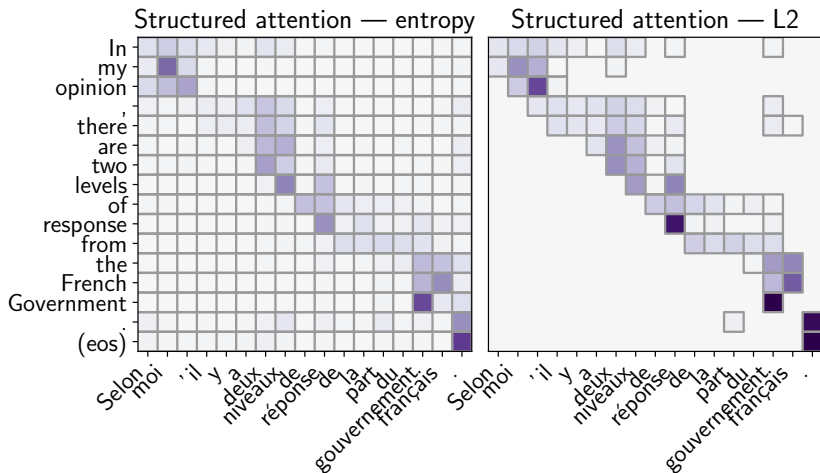 Structured attention — entropy
Structured attention — L2
In
my
opinion
,
there
are
two
levels
of
response
from
the
French
Government
.
(eos)
Selon
moi
,
'il
y
a
deux
niveaux
de
réponse
de
la
part
du
gouvernement
français
.
Selon
moi
,
'il
y
a
deux
niveaux
de
réponse
de
la
part
du
gouvernement
français
.